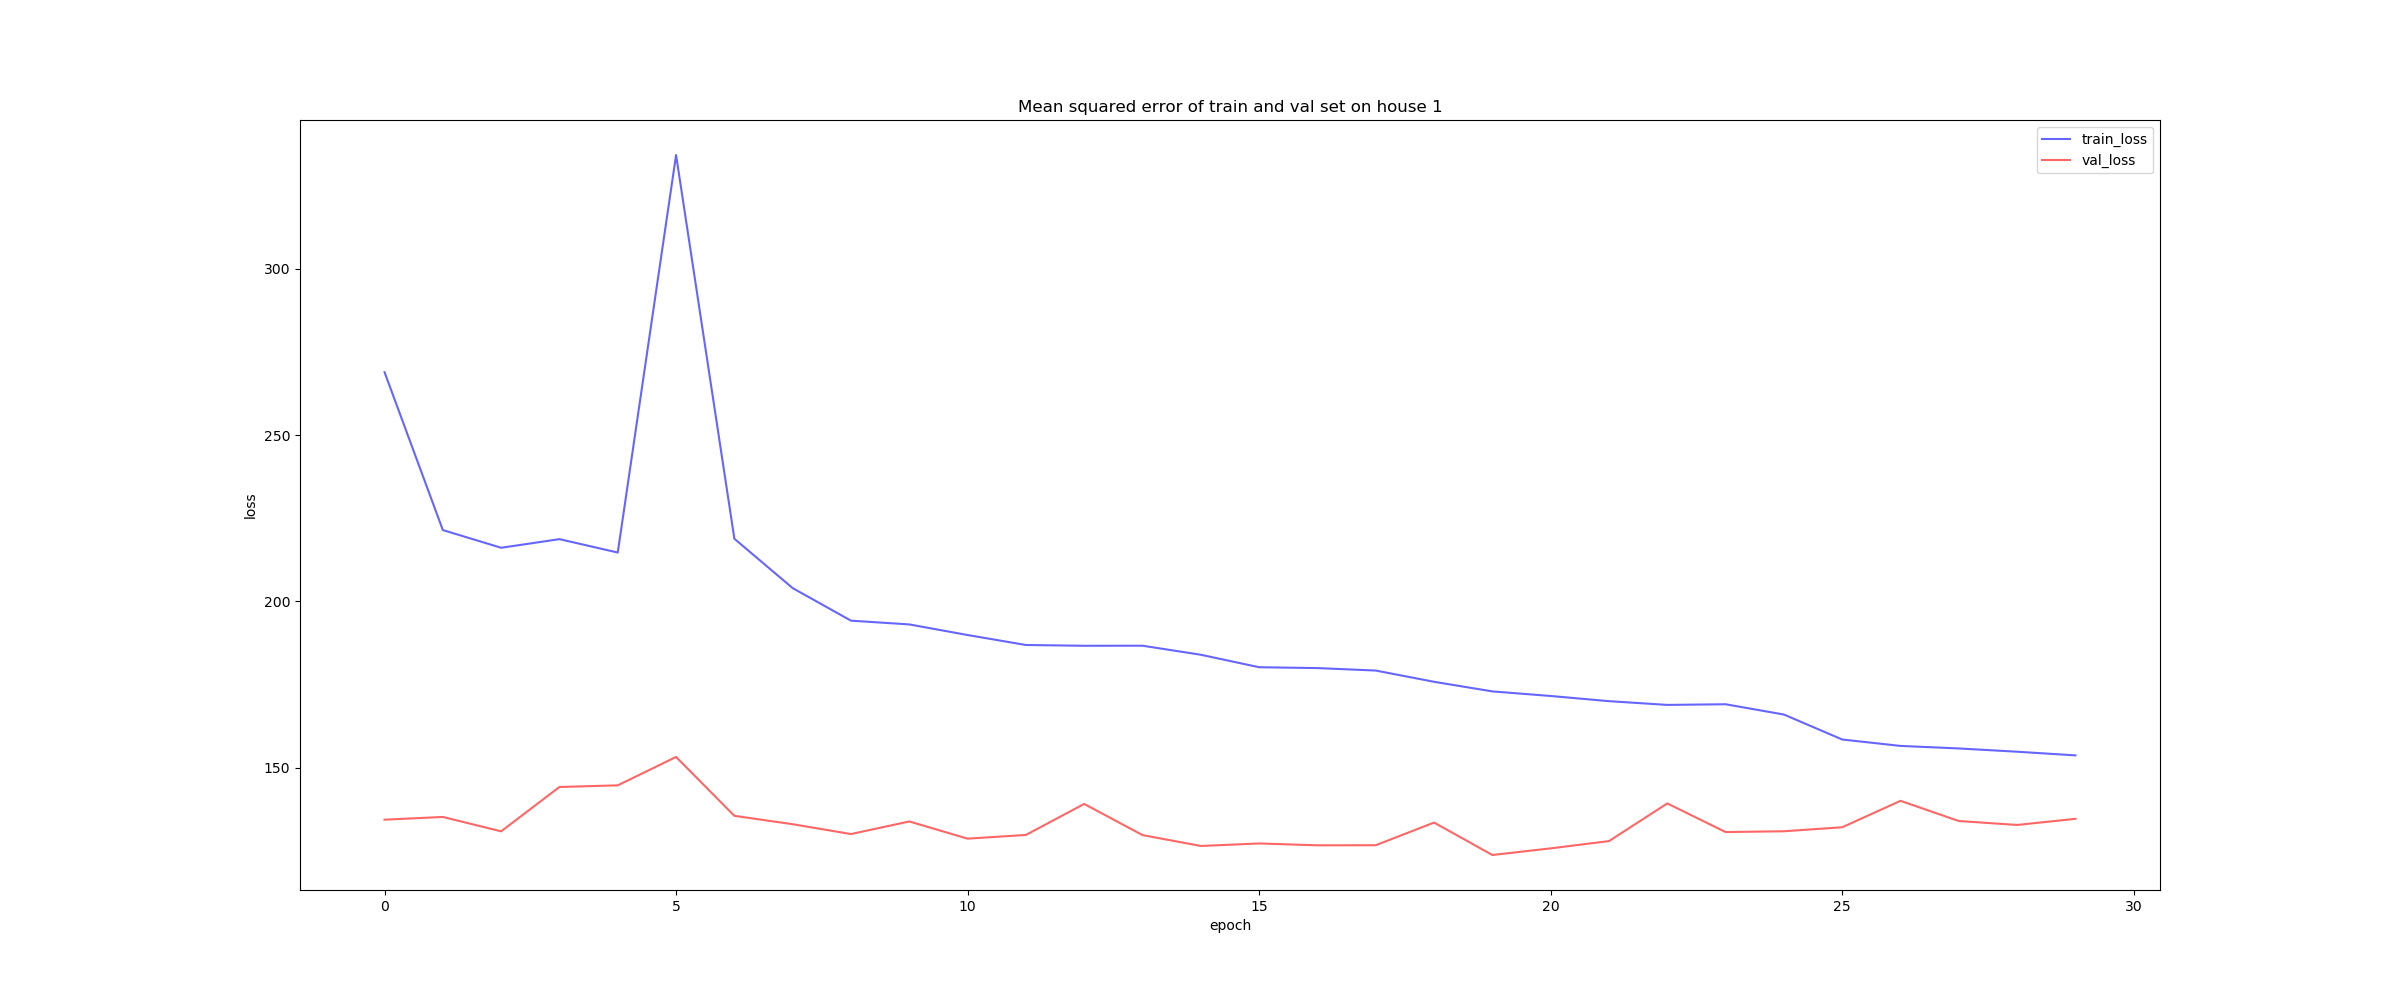 Mean squared error of train and val set on house 1
train_loss
val_loss
300
250
200
150
loss
0 5 10 15 20 25 30
epoch